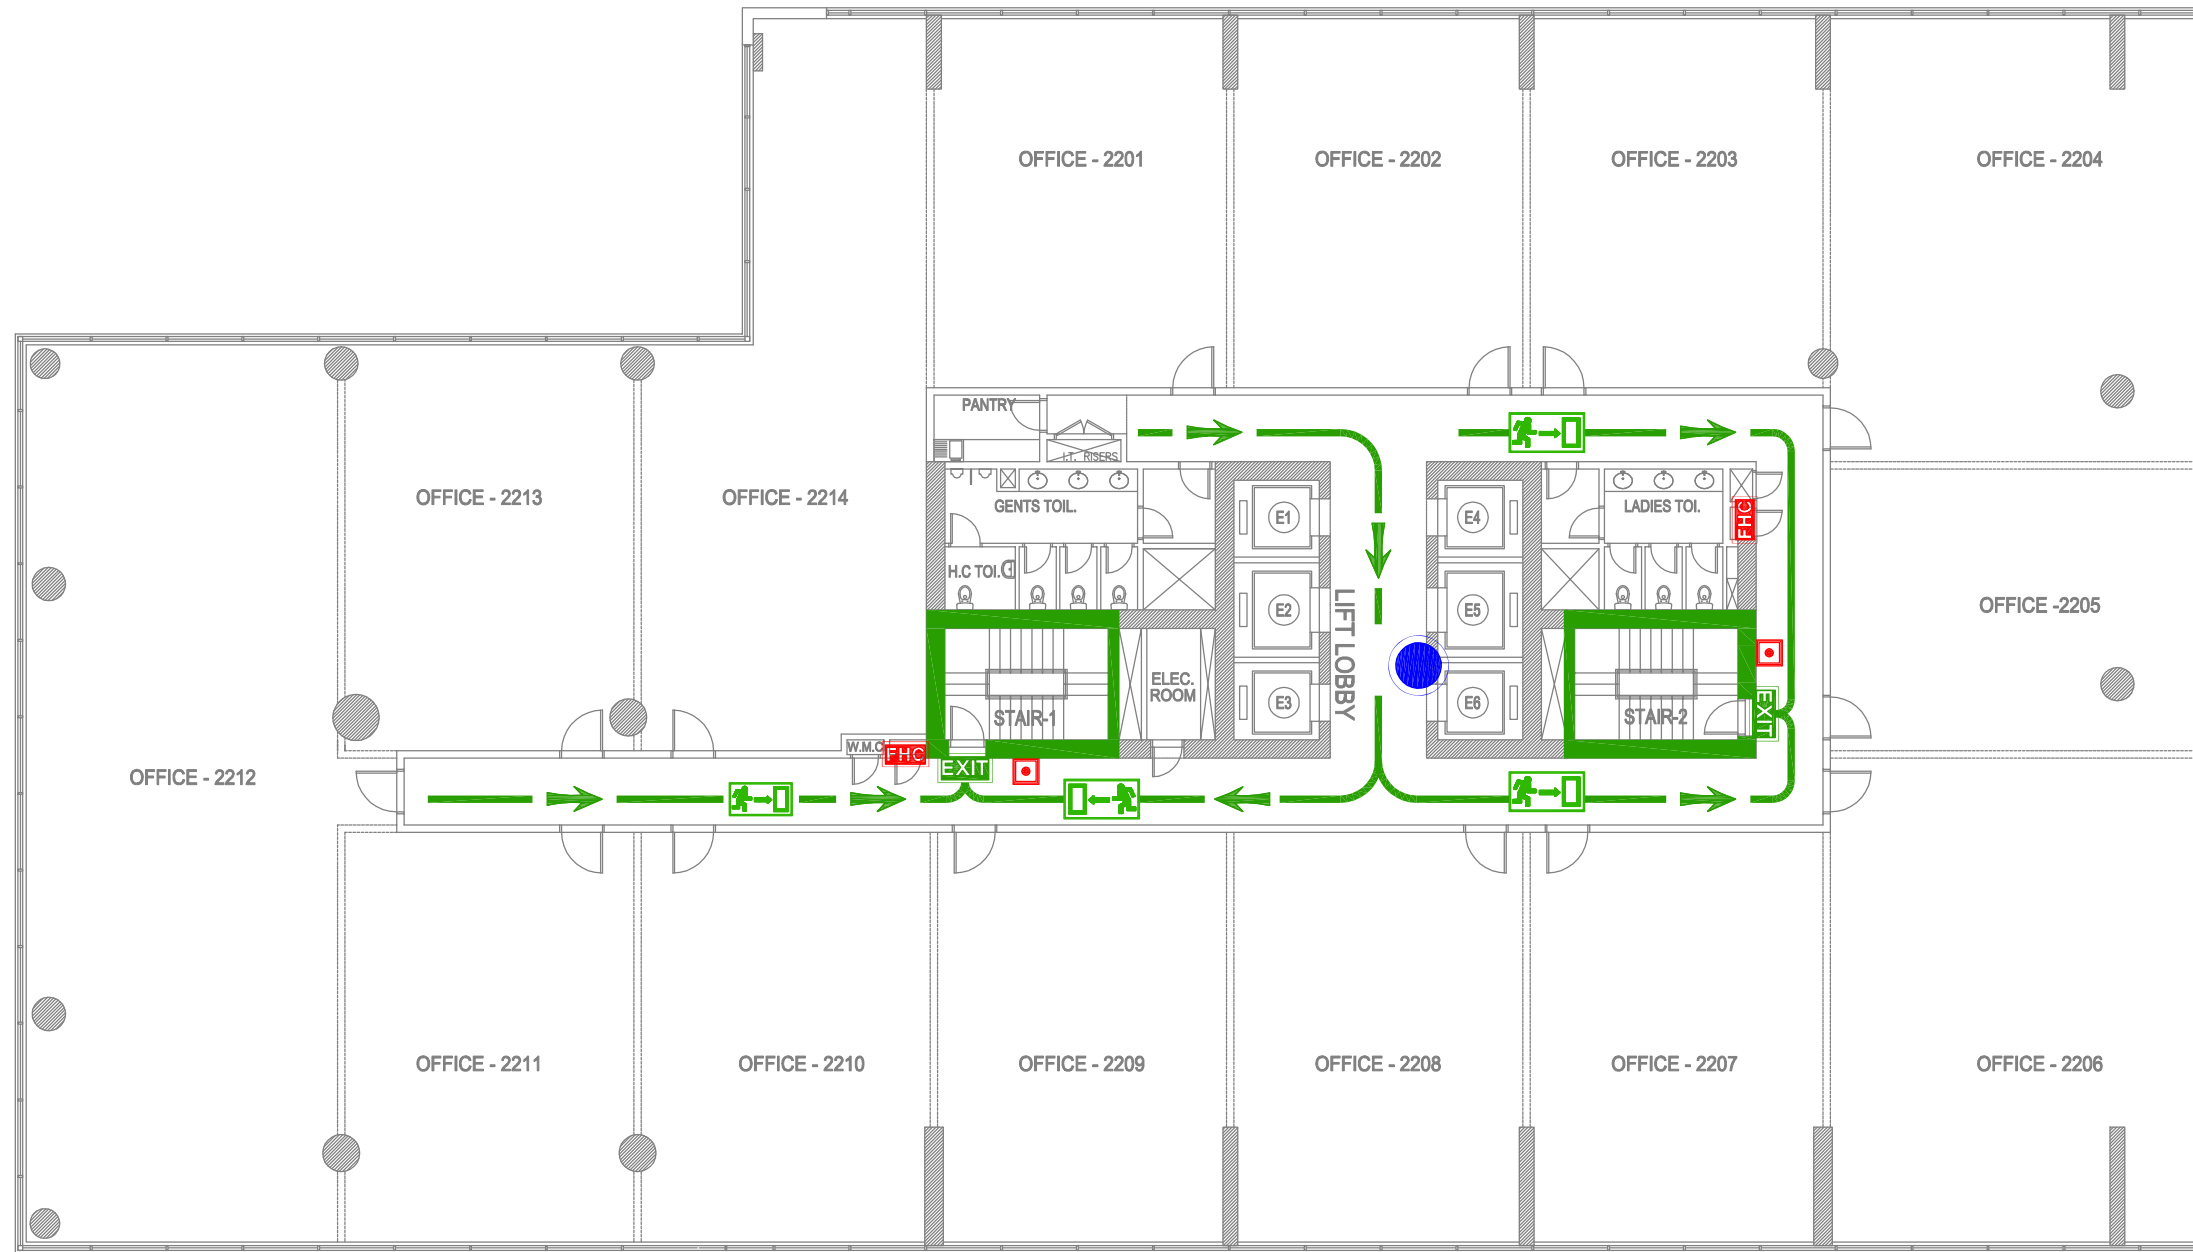 OFFICE - 2201
OFFICE - 2202
OFFICE - 2203
OFFICE - 2204
PANTRY
I.T. RISERS
OFFICE - 2213
OFFICE - 2214
GENTS TOIL.
E1
E4
LADIES TOI.
FHC
H.C TOI.
E2
E5
LIFT LOBBY
OFFICE -2205
ELEC.
ROOM
E3
E6
STAIR-1
STAIR-2
EXIT
W.M.C
FHC
EXIT
OFFICE - 2212
OFFICE - 2211
OFFICE - 2210
OFFICE - 2209
OFFICE - 2208
OFFICE - 2207
OFFICE - 2206